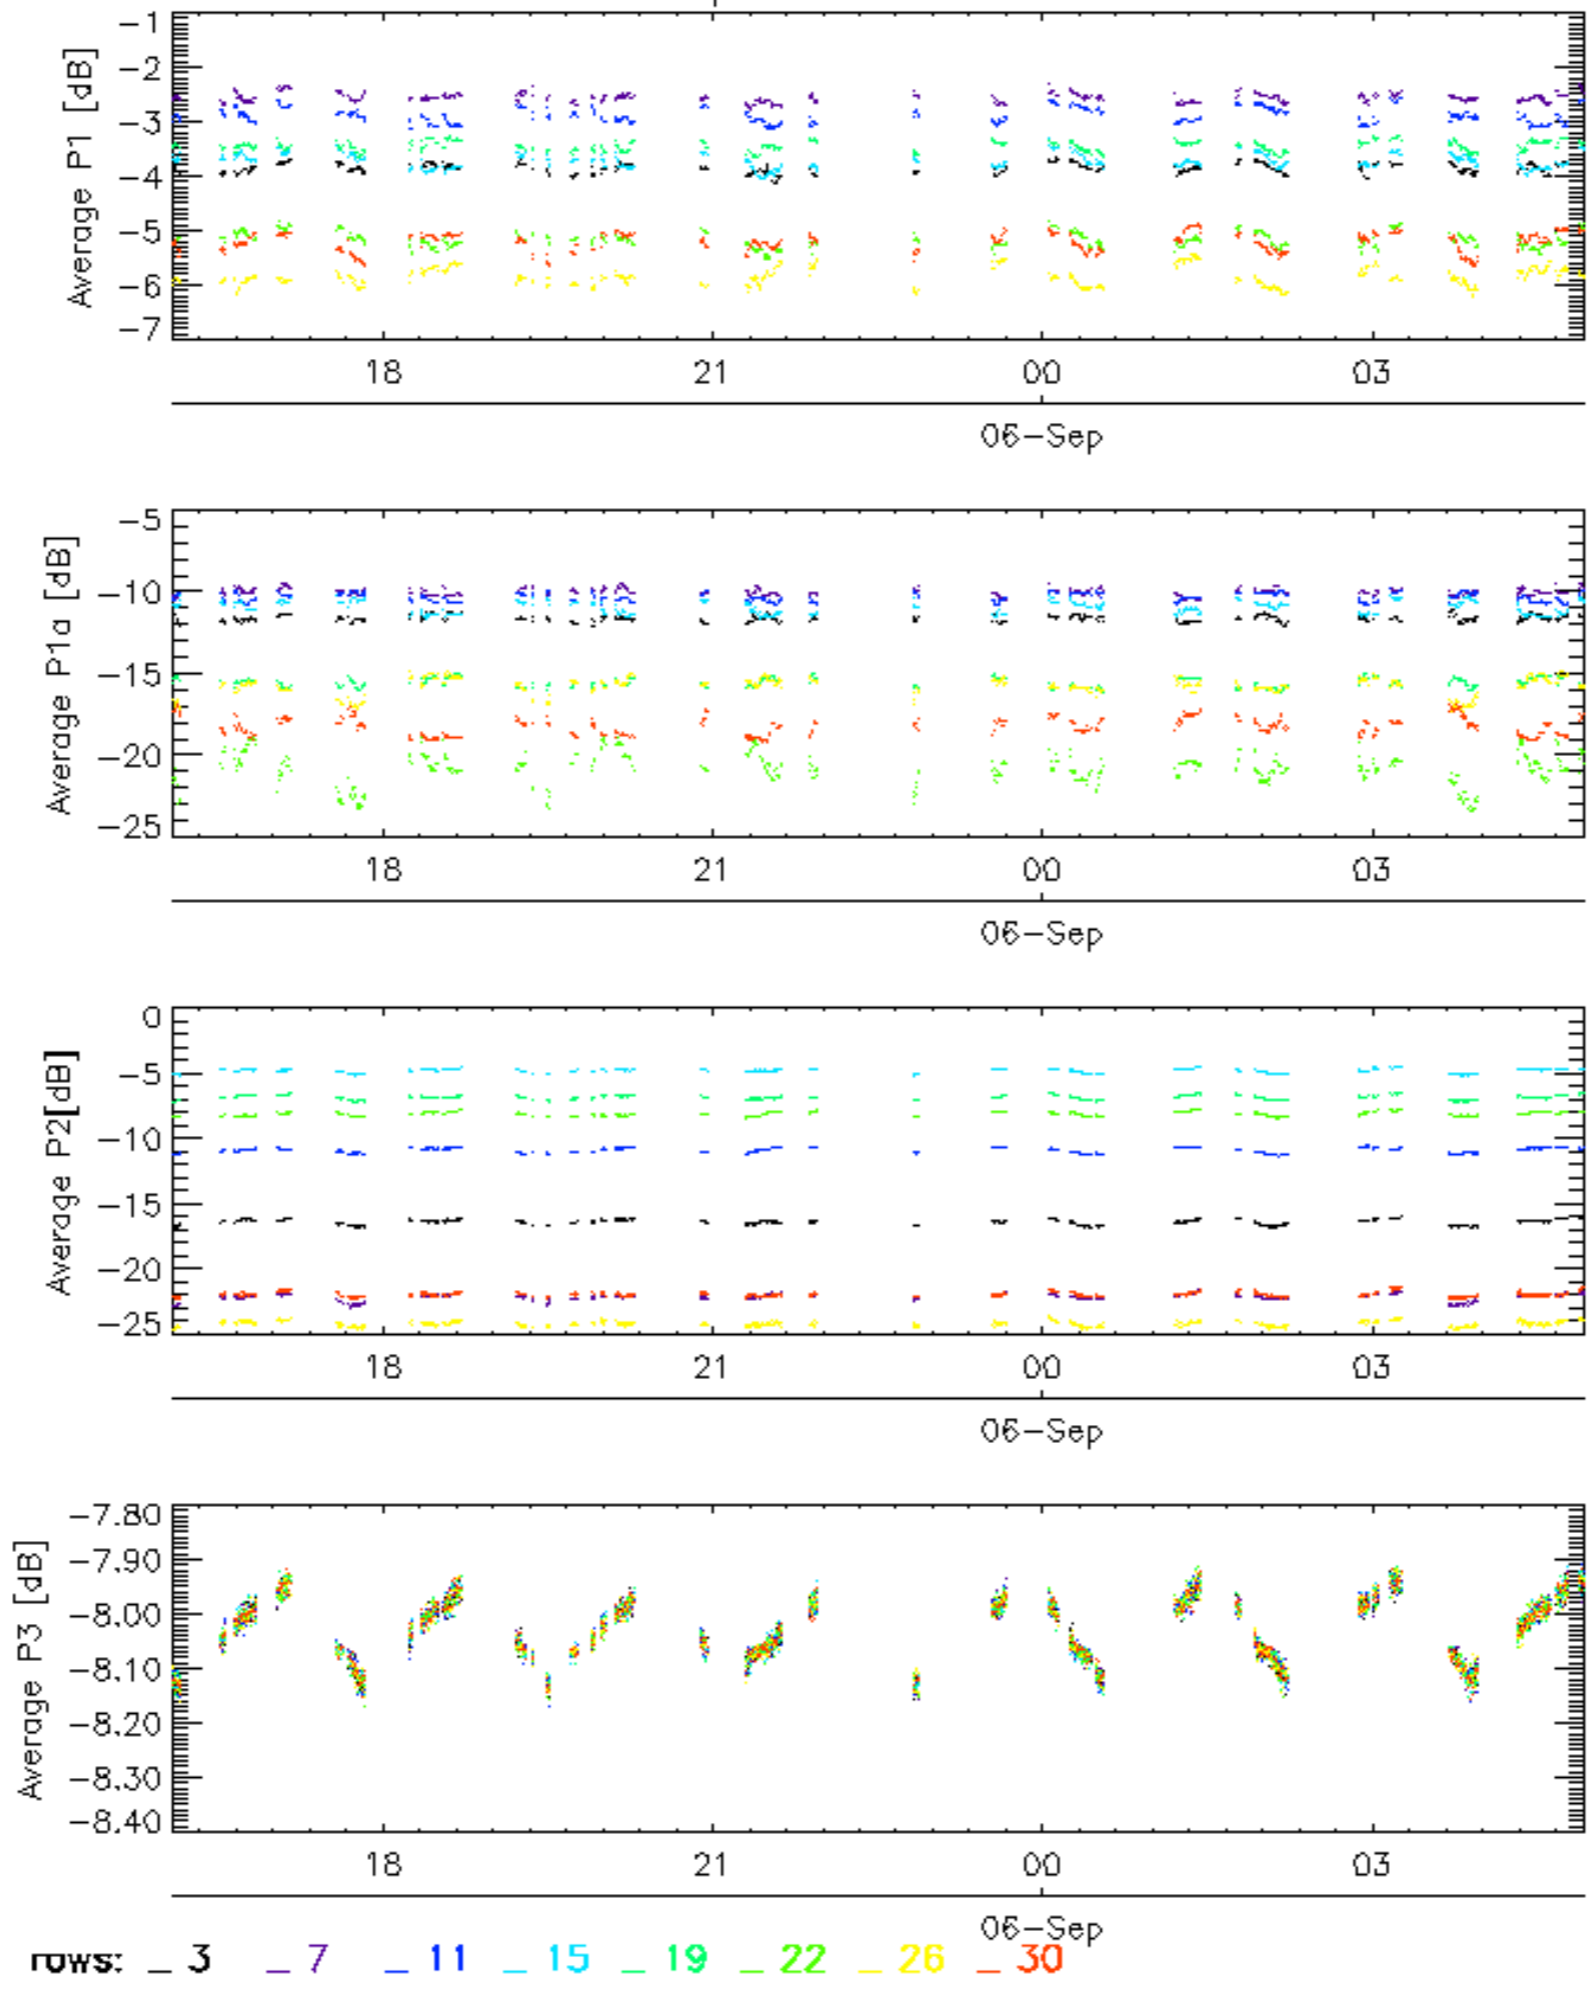 -1
-2
-3
-4
-5
-6
-7
Average P1 [dB]
18 21 00 03
06-Sep
-5
-10
-15
-20
-25
Average P1a [dB]
18 21 00 03
06-Sep
0
-5
-10
-15
-20
-25
Average P2[dB]
18 21 00 03
06-Sep
-7.80
-7.90
-8.00
-8.10
-8.20
-8.30
-8.40
Average P3 [dB]
18 21 00 03
06-Sep
rows: _ 3 _ 7 _ 11 _ 15 _ 19 _ 22 _ 26 _ 30